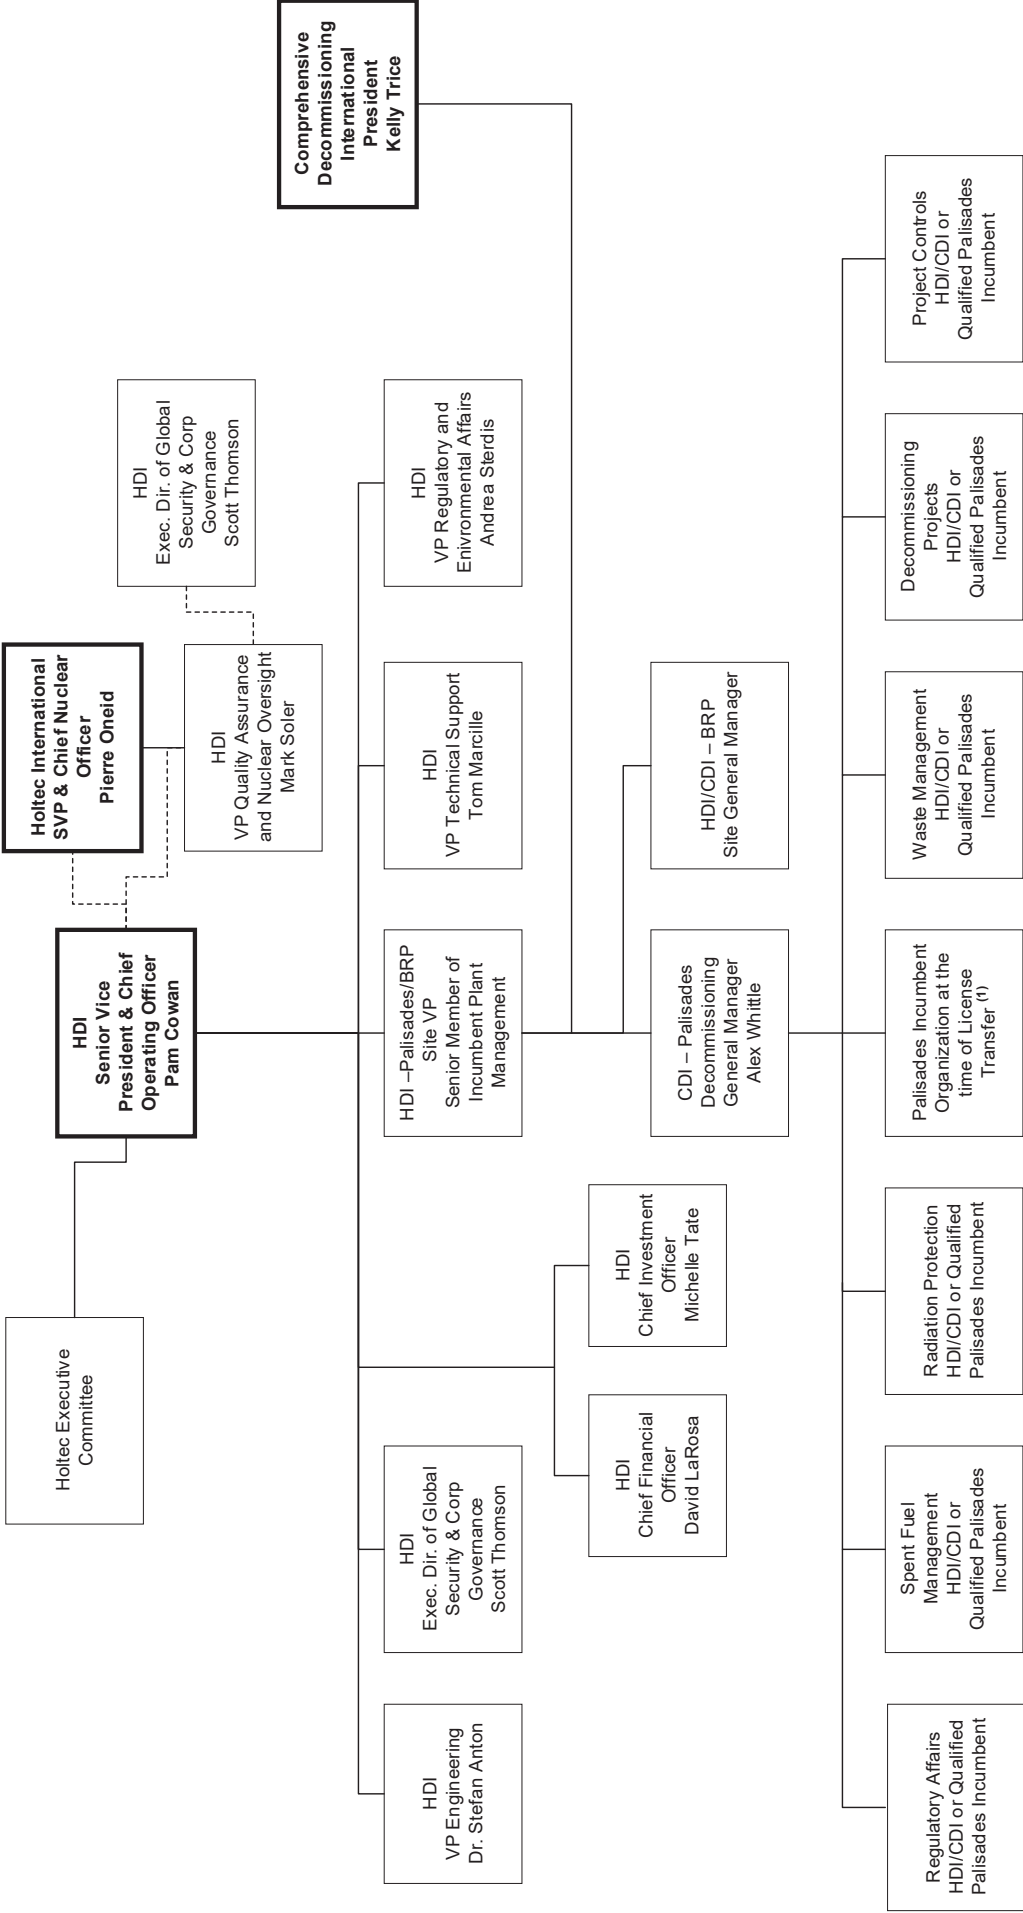 Holtec Executive
Committee
HDI
Senior Vice
President & Chief
Operating Officer
Pam Cowan
Holtec International
SVP & Chief Nuclear
Officer
Pierre Oneid
HDI
VP Quality Assurance
and Nuclear Oversight
Mark Soler
HDI
Exec. Dir. of Global
Security & Corp
Governance
Scott Thomson
Comprehensive
Decommissioning
International
President
Kelly Trice
HDI
VP Engineering
Dr. Stefan Anton
HDI
Exec. Dir. of Global
Security & Corp
Governance
Scott Thomson
HDI –Palisades/BRP
Site VP
Senior Member of
Incumbent Plant
Management
HDI
VP Technical Support
Tom Marcille
HDI
VP Regulatory and
Enivronmental Affairs
Andrea Sterdis
HDI
Chief Financial
Officer
David LaRosa
HDI
Chief Investment
Officer
Michelle Tate
CDI – Palisades
Decommissioning
General Manager
Alex Whittle
HDI/CDI – BRP
Site General Manager
Regulatory Affairs
HDI/CDI or Qualified
Palisades Incumbent
Spent Fuel
Management
HDI/CDI or
Qualified Palisades
Incumbent
Radiation Protection
HDI/CDI or Qualified
Palisades Incumbent
Palisades Incumbent
Organization at the
time of License
Transfer (1)
Waste Management
HDI/CDI or
Qualified Palisades
Incumbent
Decommissioning
Projects
HDI/CDI or
Qualified Palisades
Incumbent
Project Controls
HDI/CDI or
Qualified Palisades
Incumbent